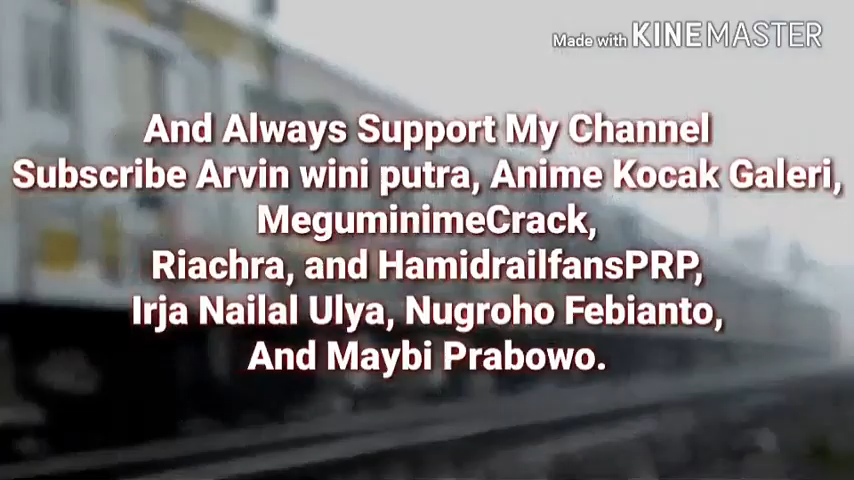 Made with KINEMASTER
And Always Support My Channel
Subscribe Arvin wini putra, Anime Kocak Galeri,
MeguminimeCrack,
Riachra, and HamidrailfansPRP,
Irja Nailal Ulya, Nugroho Febianto,
And Maybi Prabowo.